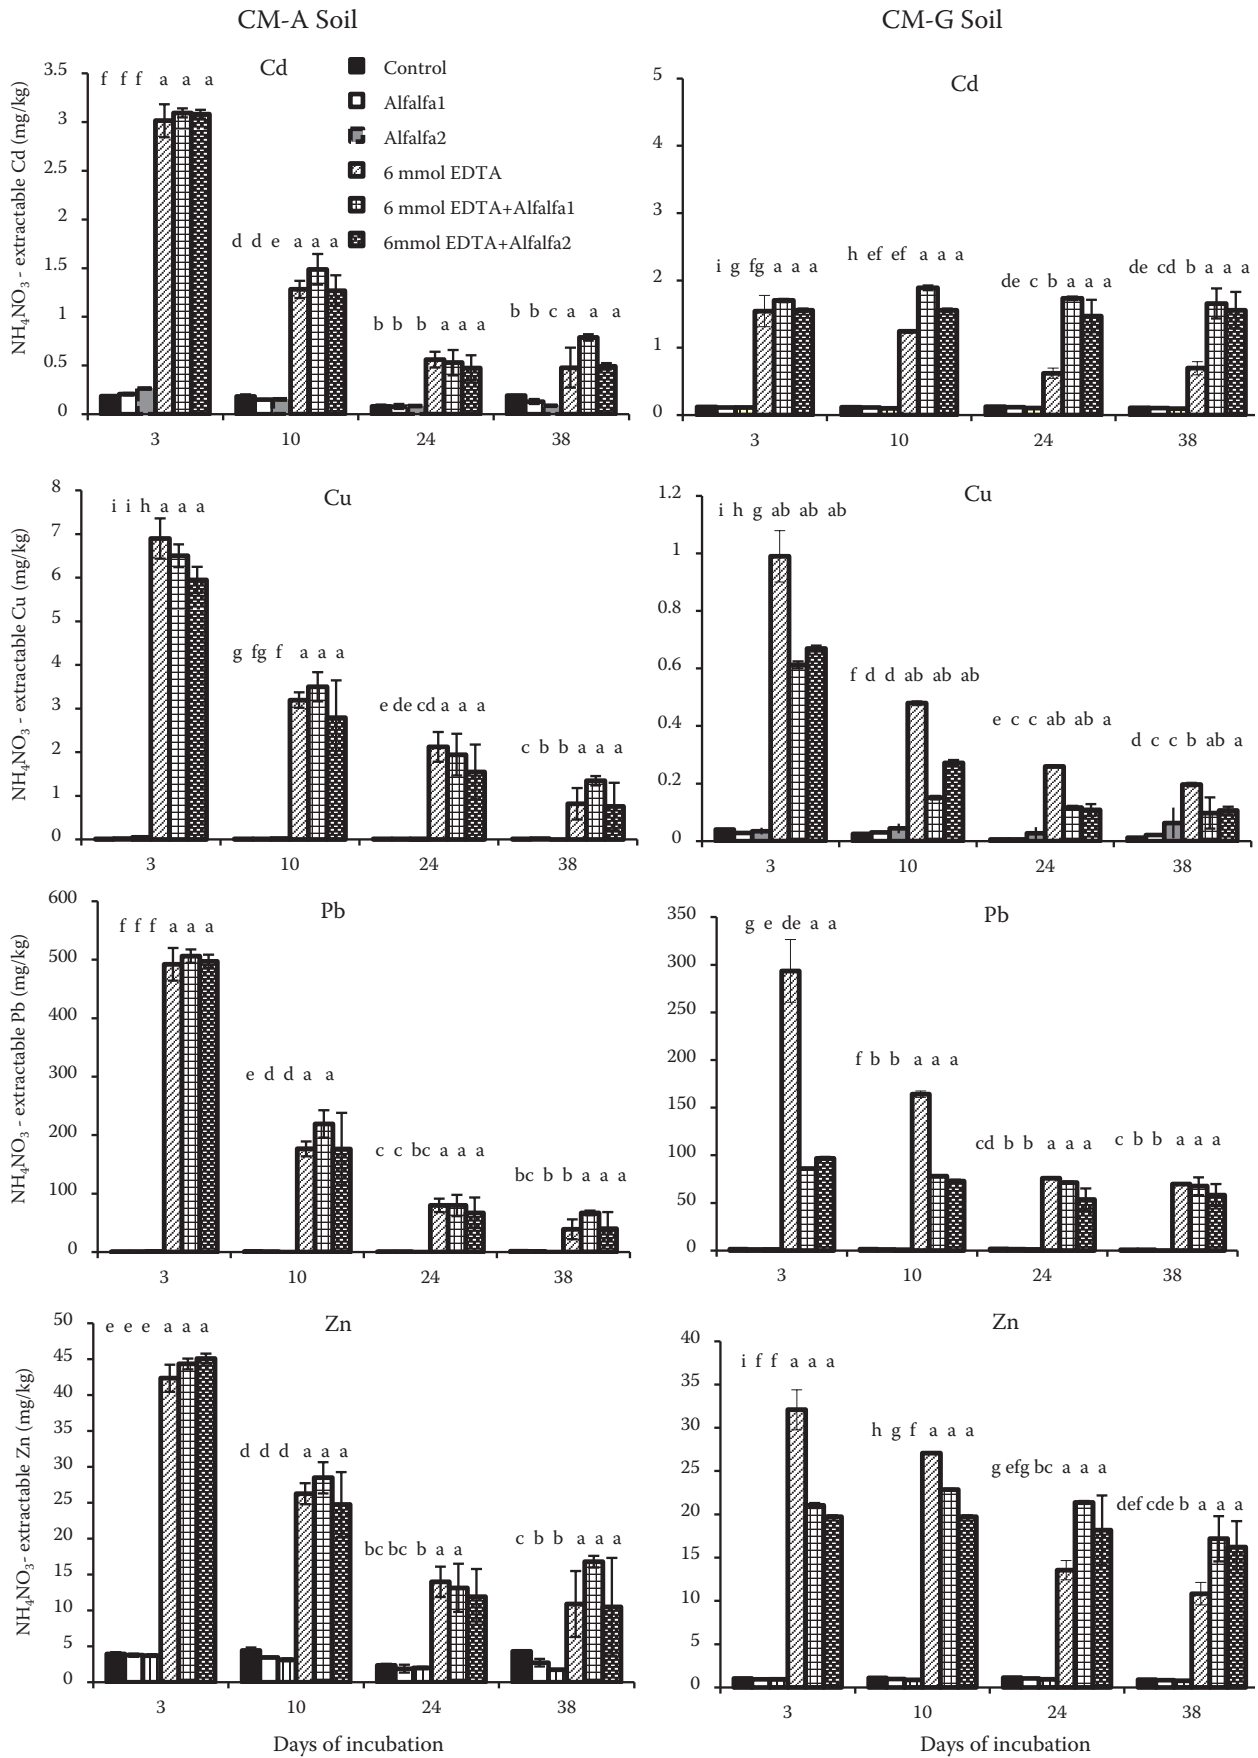 CM-A Soil
CM-G Soil
Cd
Control
Alfalfa1
Alfalfa2
6 mmol EDTA
6 mmol EDTA+Alfalfa1
6mmol EDTA+Alfalfa2
NH₄NO₃ - extractable Cd (mg/kg)
3.5
3
2.5
2
1.5
1
0.5
0
f f f a a a
d d e a a a
b b b a a a
b b c a a a
3 10 24 38
Cd
5
4
3
2
1
0
i g fg a a a
h ef ef a a a
de c b a a a
de cd b a a a
3 10 24 38
Cu
NH₄NO₃ - extractable Cu (mg/kg)
8
7
6
5
4
3
2
1
0
i i h a a a
g fg f a a a
e de cd a a a
c b b a a a
3 10 24 38
Cu
1.2
1
0.8
0.6
0.4
0.2
0
i h g ab ab ab
f d d ab ab ab
e c c ab ab a
d c c b ab a
3 10 24 38
Pb
NH₄NO₃ - extractable Pb (mg/kg)
600
500
400
300
200
100
0
f f f a a a
e d d a a
c c bc a a a
bc b b a a a
3 10 24 38
Pb
350
300
250
200
150
100
50
0
g e de a a
f b b a a a
cd b b a a a
c b b a a a
3 10 24 38
Zn
NH₄NO₃- extractable Zn (mg/kg)
50
45
40
35
30
25
20
15
10
5
0
e e e a a a
d d d a a a
bc bc b a a
c b b a a a
3 10 24 38
Days of incubation
Zn
40
35
30
25
20
15
10
5
0
i f f a a a
h g f a a a
g efg bc a a a
def cde b a a a
3 10 24 38
Days of incubation